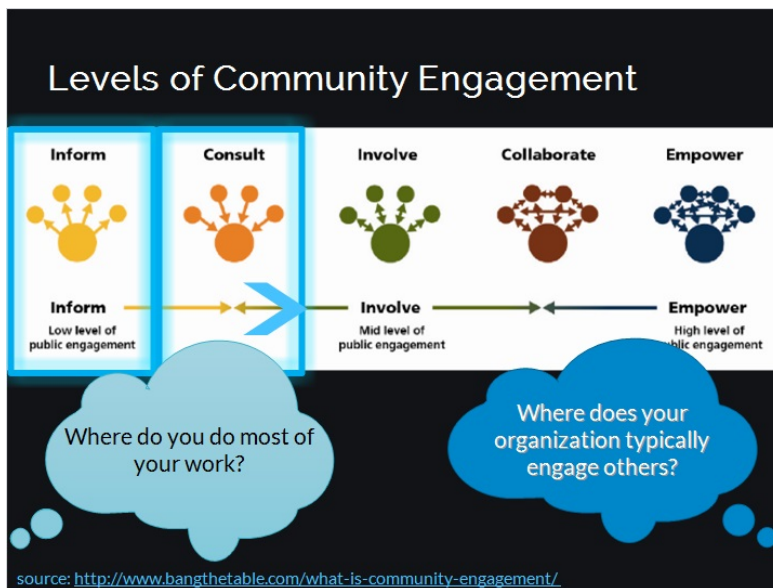 Levels of Community Engagement
Inform
Consult
Involve
Collaborate
Empower
Inform
Low level of
public engagement
Involve
Mid level of
public engagement
Empower
High level of
public engagement
Where do you do most of
your work?
Where does your
organization typically
engage others?
source: http://www.bangthetable.com/what-is-community-engagement/